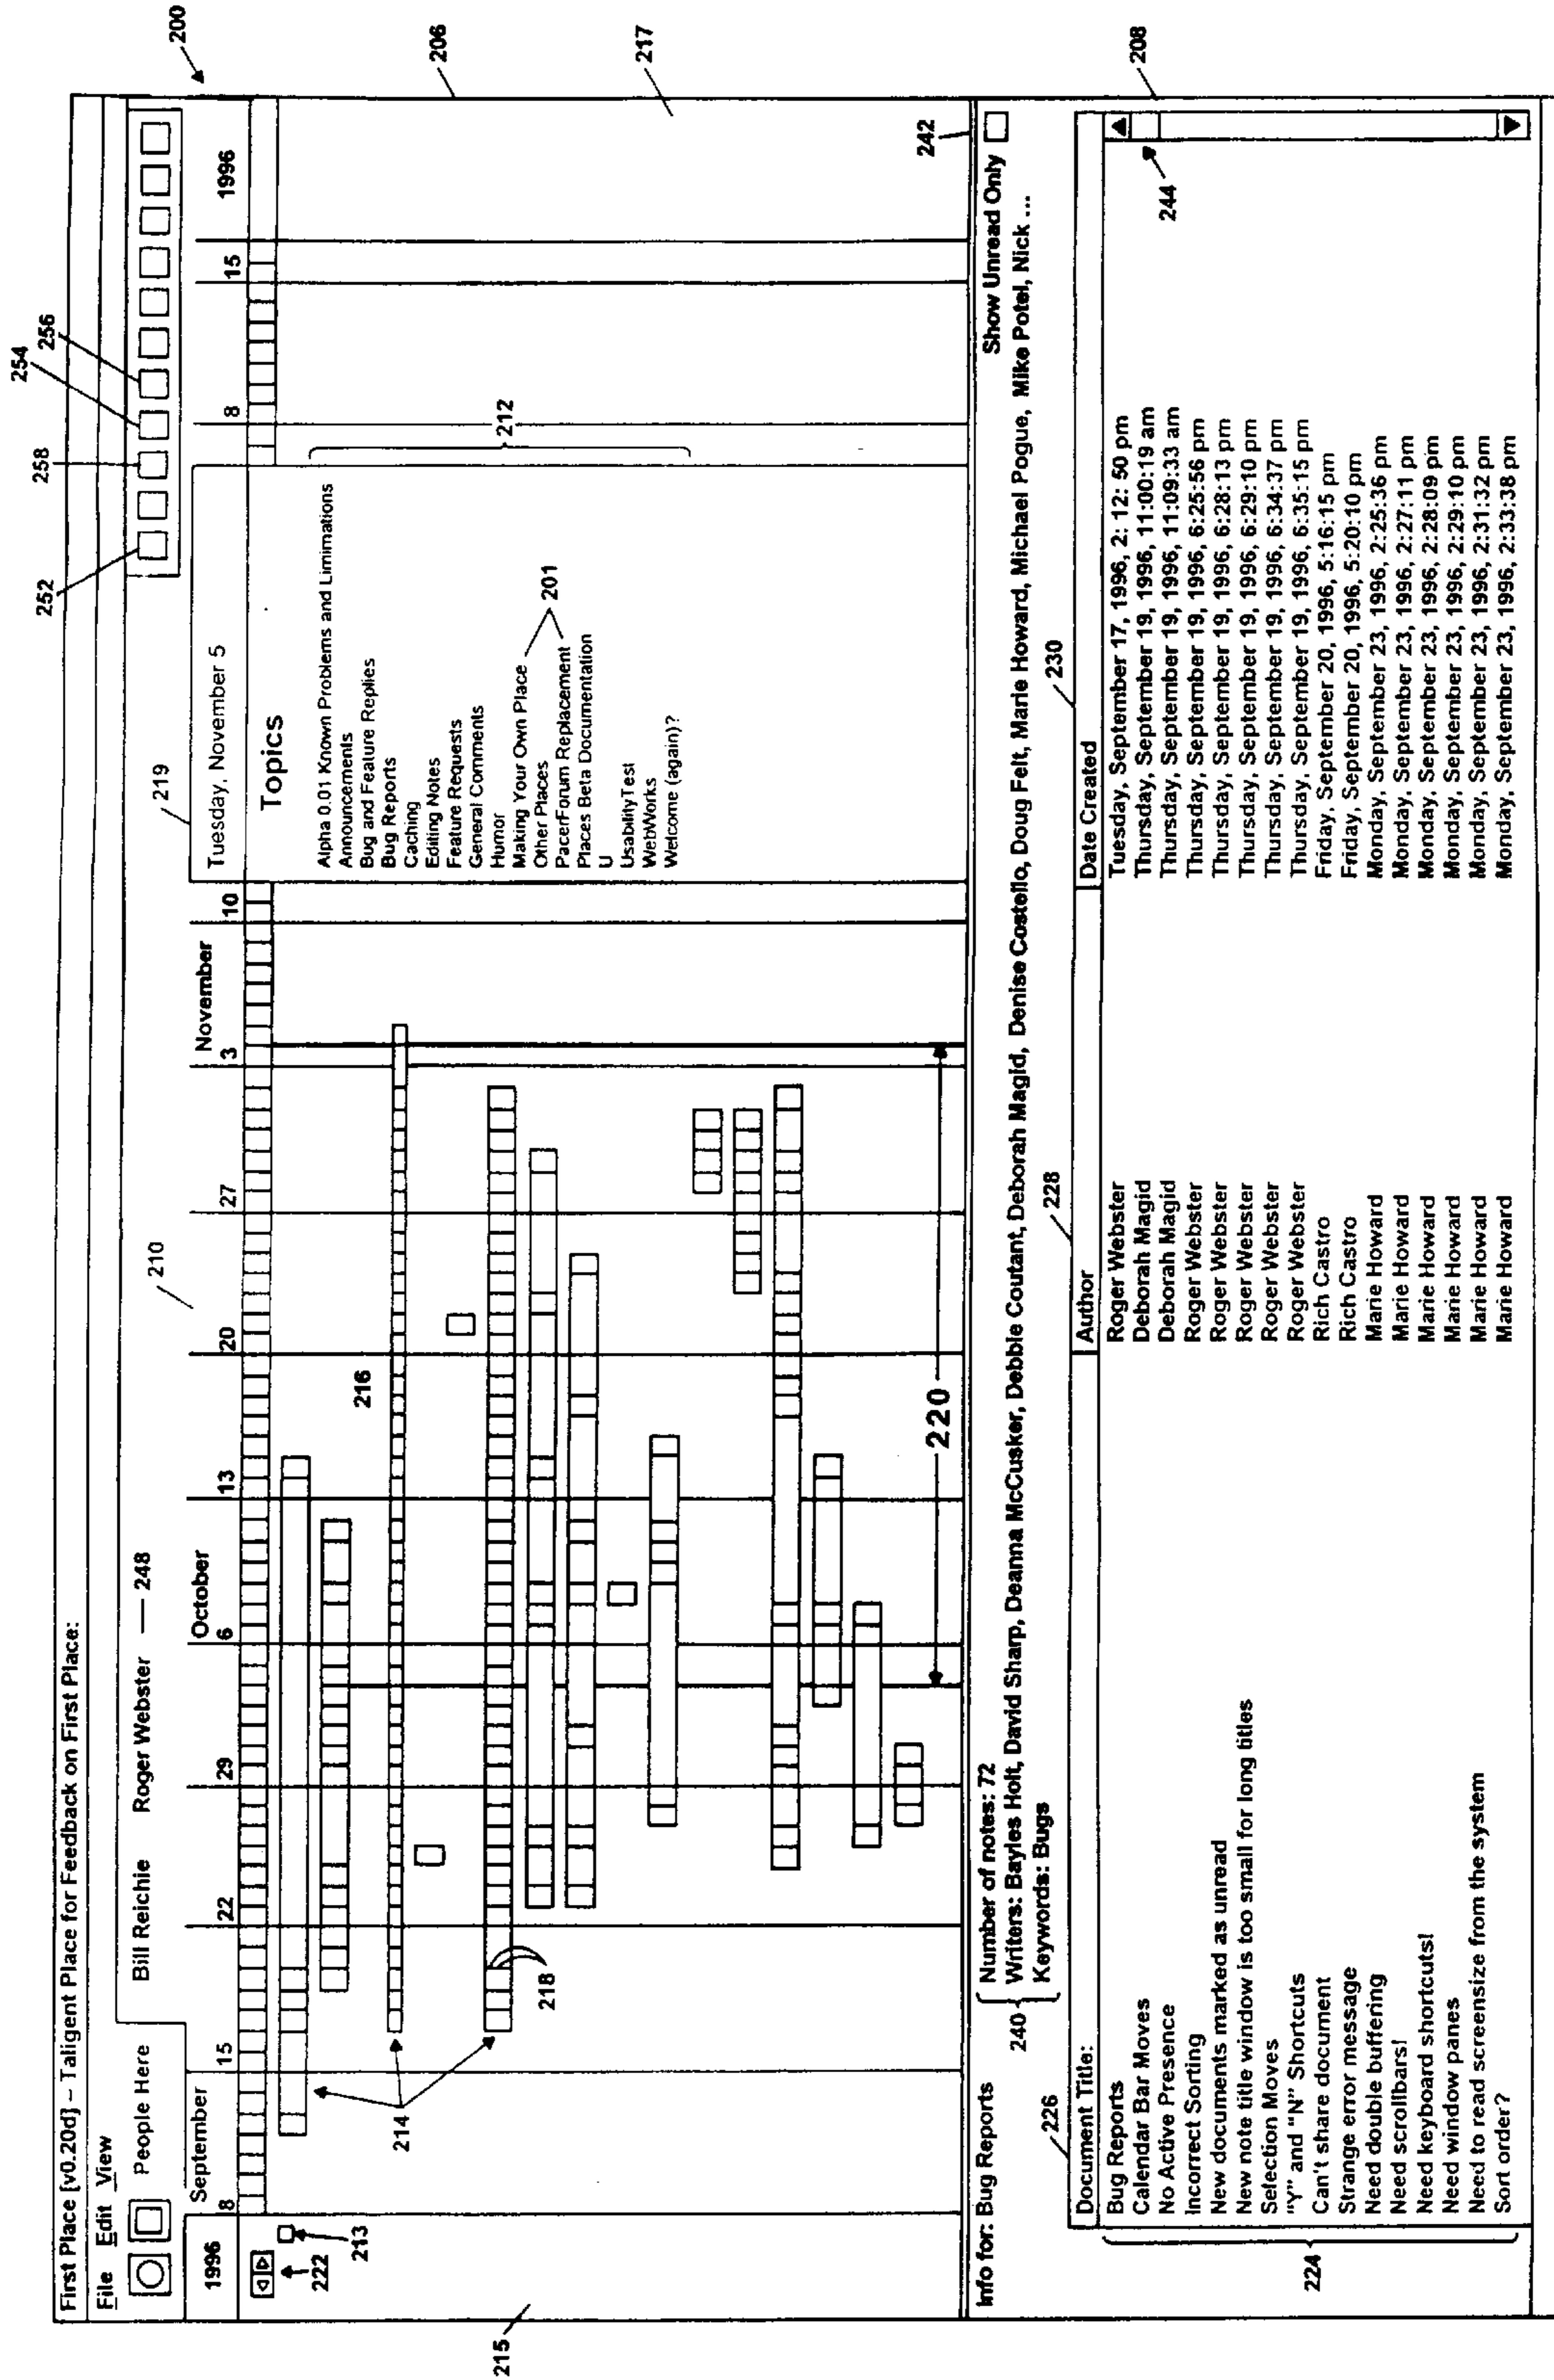 200
First Place [v0.20d] – Taligent Place for Feedback on First Place:
File Edit View
254
256
258
252
People Here Bill Reichie Roger Webster — 248
210
219
206
1996 September October November 1996
8 15 22 29 6 13 20 27 3 10 8 15
Tuesday, November 5
Topics
222
213
Alpha 0.01 Known Problems and Limimations
Announcements
Bug and Feature Replies
Bug Reports
Caching
Editing Notes
Feature Requests
General Comments
Humor
Making Your Own Place
Other Places
PacerForum Replacement
Places Beta Documentation
U
UsabilityTest
WebWorks
Welcome (again)?
201
212
214
216
218
220
215
217
242
Info for: Bug Reports
240
Number of notes: 72
Show Unread Only
Writers: Bayles Holt, David Sharp, Deanna McCusker, Debbie Coutant, Deborah Magid, Denise Costello, Doug Felt, Marie Howard, Michael Pogue, Mike Potel, Nick ...
Keywords: Bugs
226
228
230
208
Document Title: Author Date Created
Bug Reports Roger Webster Tuesday, September 17, 1996, 2: 12: 50 pm
Calendar Bar Moves Deborah Magid Thursday, September 19, 1996, 11:00:19 am
No Active Presence Deborah Magid Thursday, September 19, 1996, 11:09:33 am
Incorrect Sorting Roger Webster Thursday, September 19, 1996, 6:25:56 pm
New documents marked as unread Roger Webster Thursday, September 19, 1996, 6:28:13 pm
New note title window is too small for long titles Roger Webster Thursday, September 19, 1996, 6:29:10 pm
Selection Moves Roger Webster Thursday, September 19, 1996, 6:34:37 pm
“Y” and “N” Shortcuts Roger Webster Thursday, September 19, 1996, 6:35:15 pm
Can't share document Rich Castro Friday, September 20, 1996, 5:16:15 pm
Strange error message Rich Castro Friday, September 20, 1996, 5:20:10 pm
Need double buffering Marie Howard Monday, September 23, 1996, 2:25:36 pm
Need scrollbars! Marie Howard Monday, September 23, 1996, 2:27:11 pm
Need keyboard shortcuts! Marie Howard Monday, September 23, 1996, 2:28:09 pm
Need window panes Marie Howard Monday, September 23, 1996, 2:29:10 pm
Need to read screensize from the system Marie Howard Monday, September 23, 1996, 2:31:32 pm
Sort order? Marie Howard Monday, September 23, 1996, 2:33:38 pm
224
244